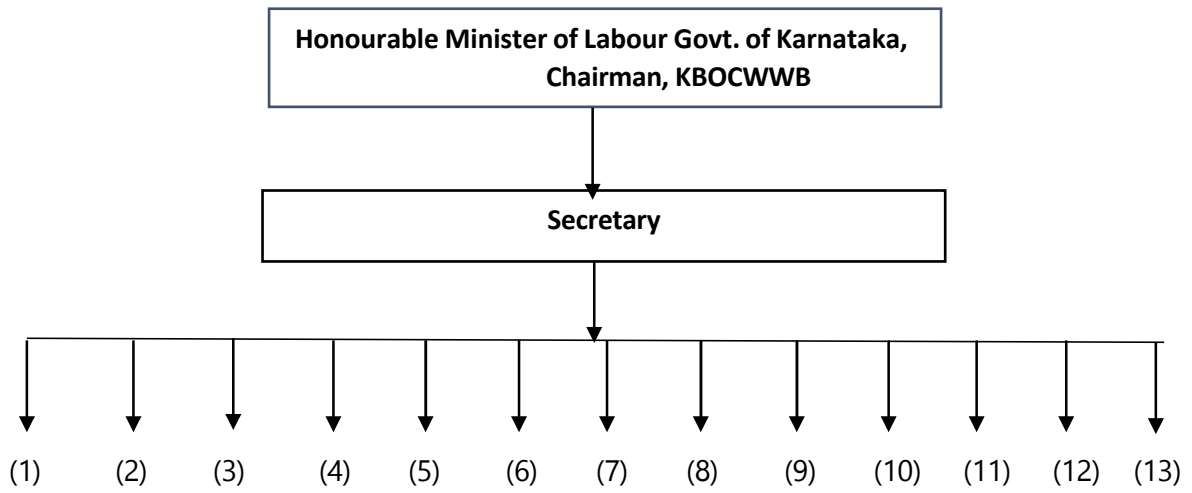 Honourable Minister of Labour Govt. of Karnataka,
Chairman, KBOCWWB
Secretary
(1) (2) (3) (4) (5) (6) (7) (8) (9) (10) (11) (12) (13)